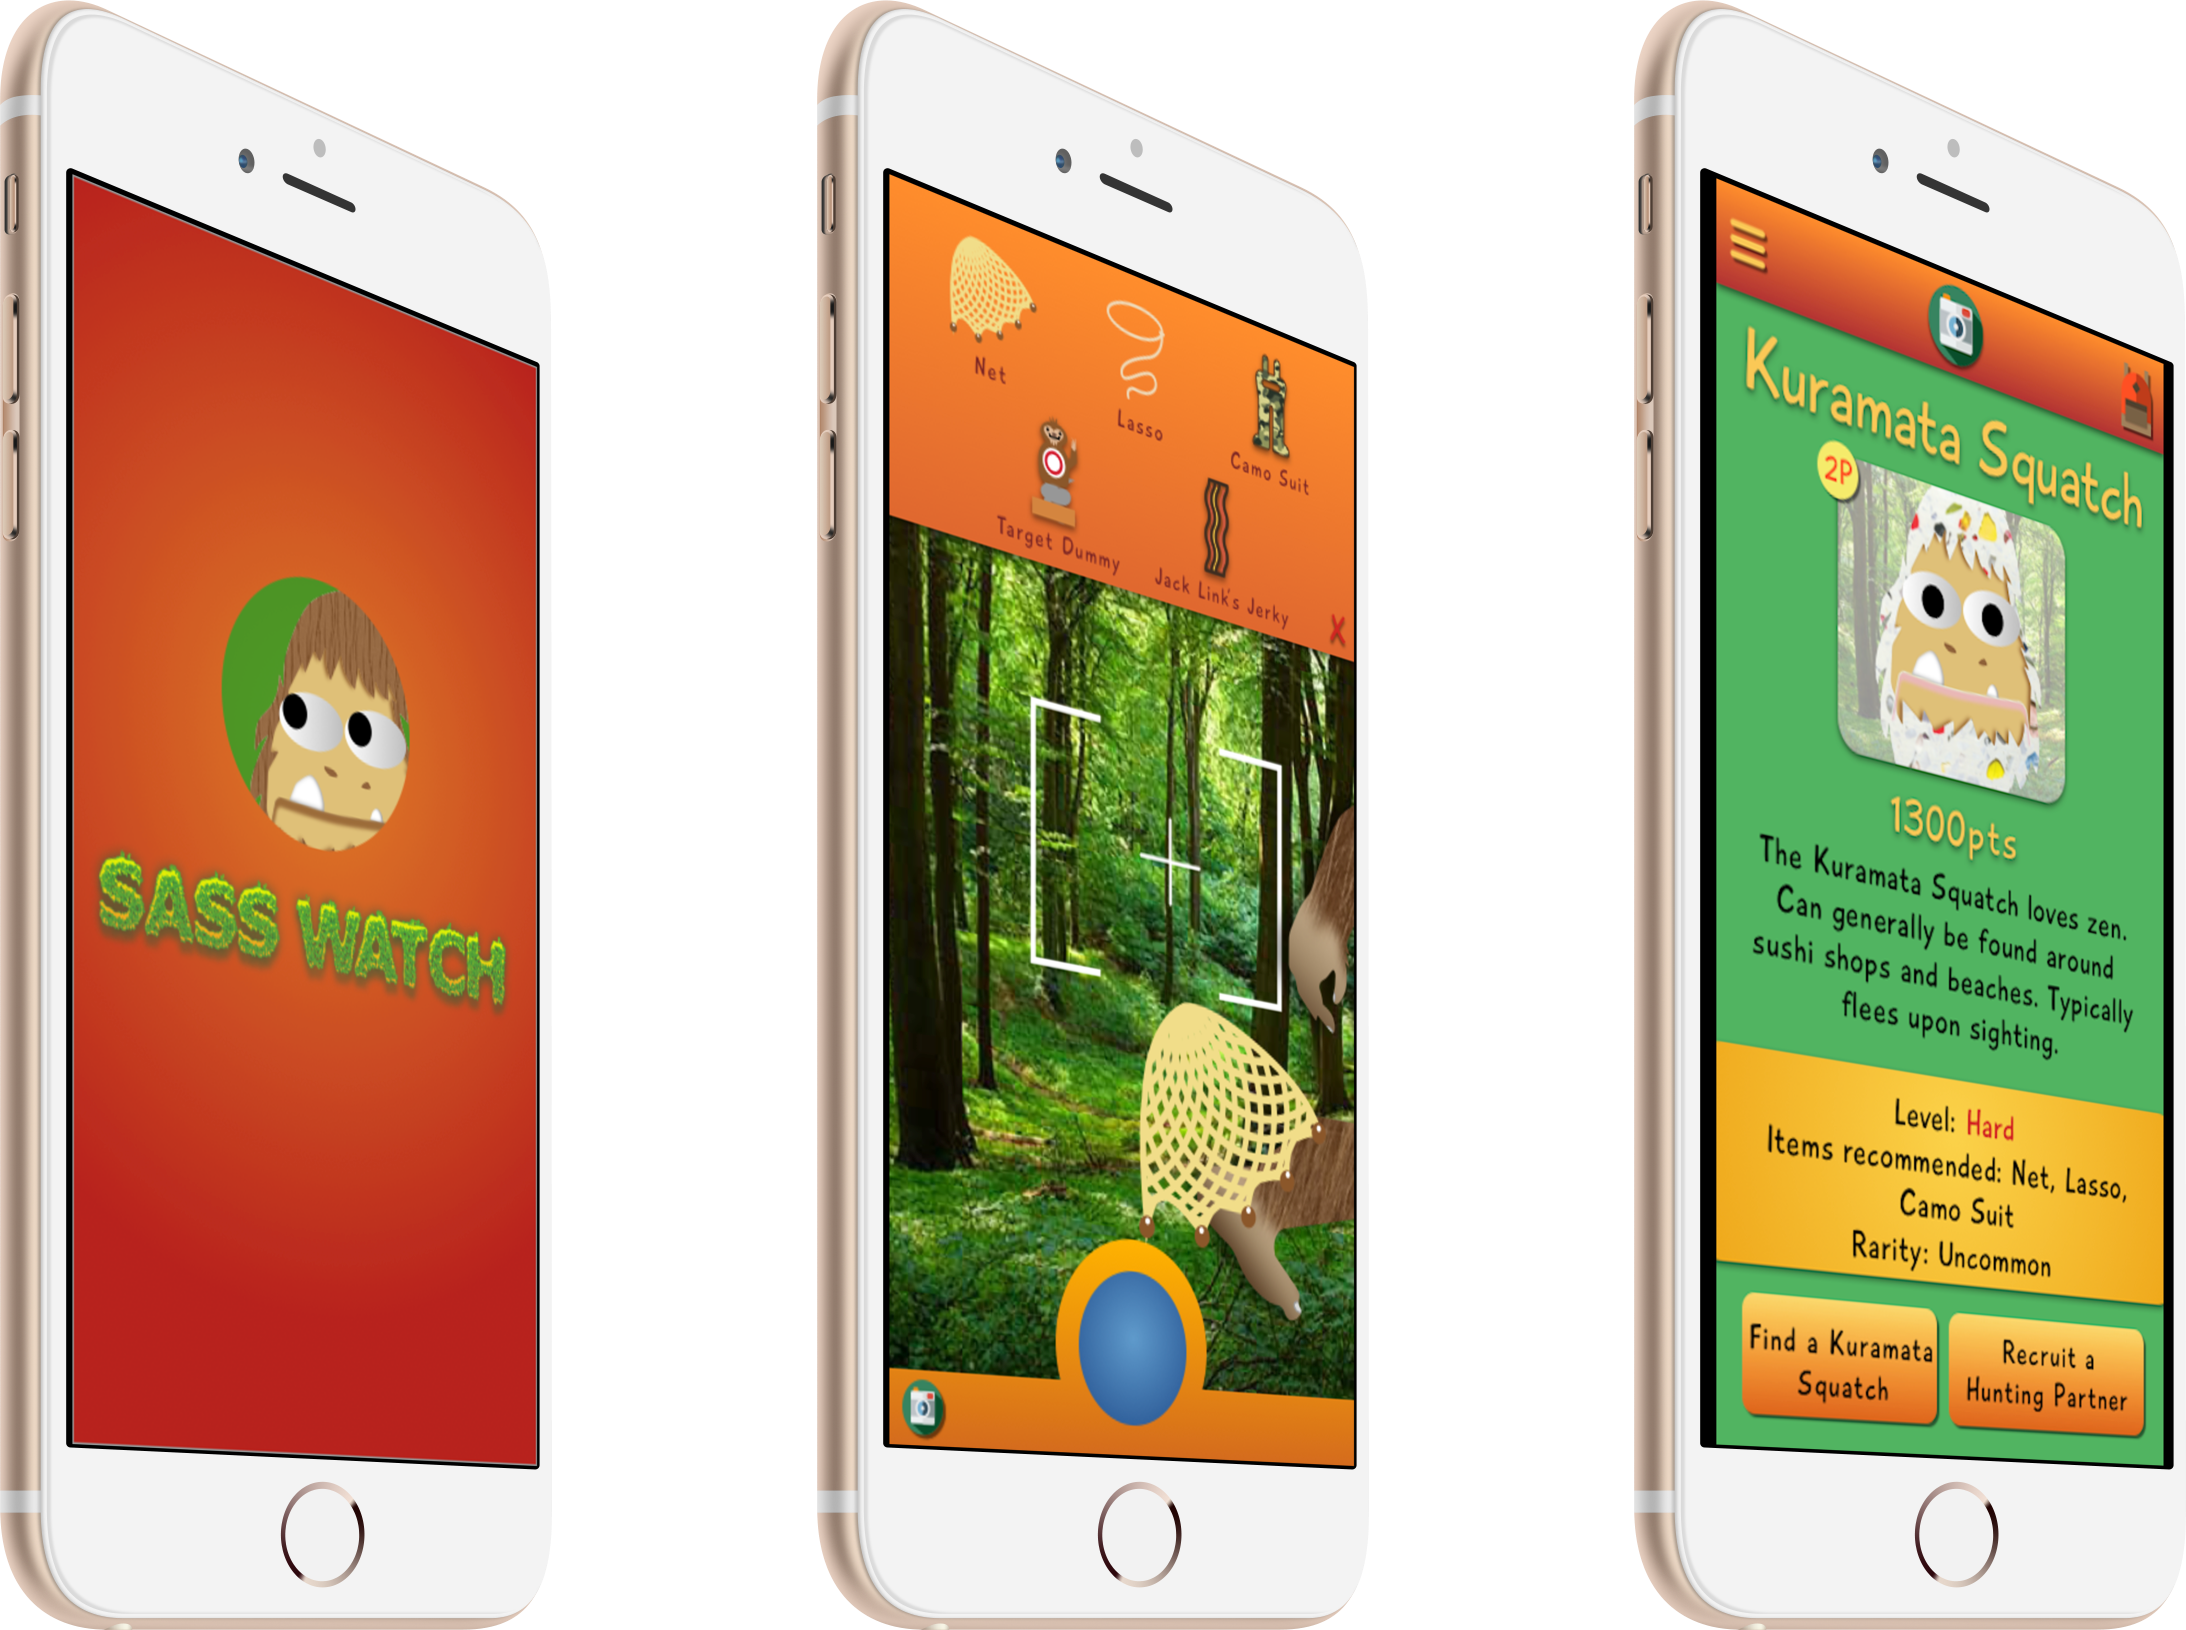 SASS WATCH
Net
Lasso
Camo Suit
Target Dummy
Jack Link's Jerky
X
Kuramata Squatch
2P
1300pts
The Kuramata Squatch loves zen.
Can generally be found around
sushi shops and beaches. Typically
flees upon sighting.
Level: Hard
Items recommended: Net, Lasso,
Camo Suit
Rarity: Uncommon
Find a Kuramata
Squatch
Recruit a
Hunting Partner